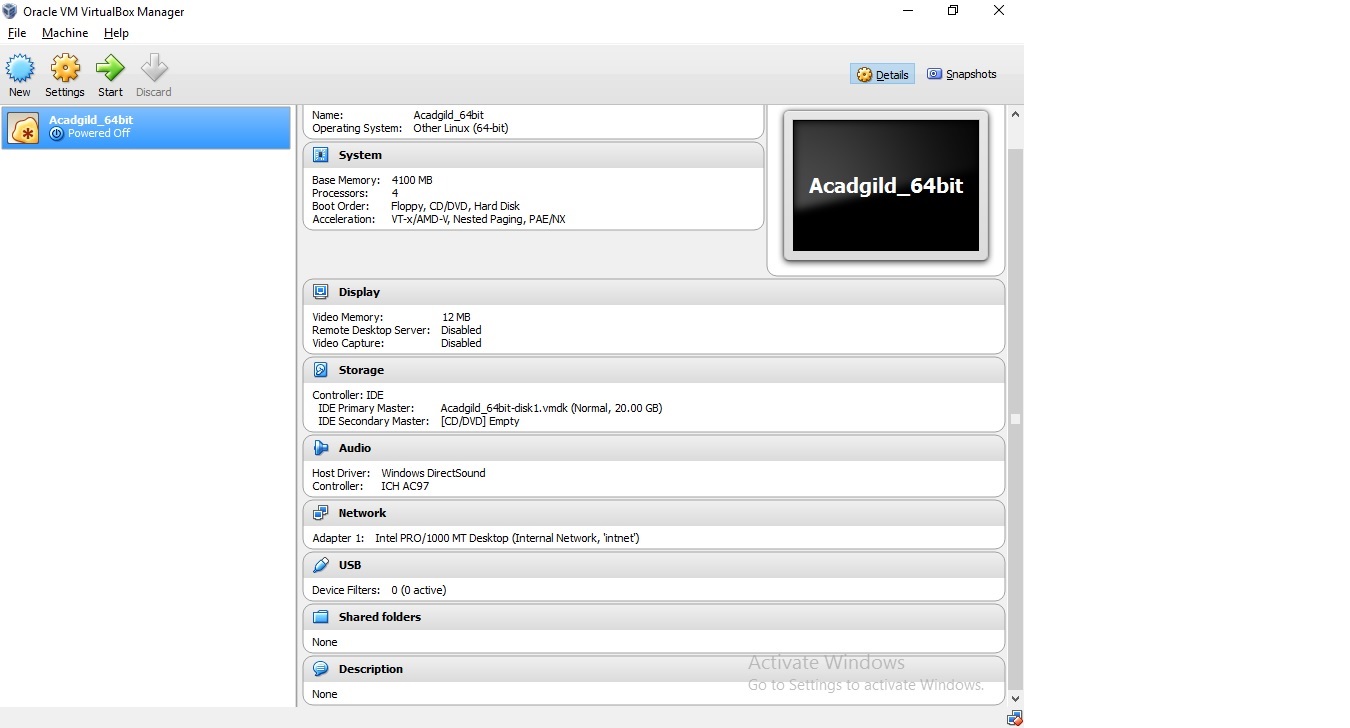 Oracle VM VirtualBox Manager
File Machine Help
New Settings Start Discard
Details Snapshots
Acadgild_64bit
Powered Off
Name: Acadgild_64bit
Operating System: Other Linux (64-bit)
System
Base Memory: 4100 MB
Processors: 4
Boot Order: Floppy, CD/DVD, Hard Disk
Acceleration: VT-x/AMD-V, Nested Paging, PAE/NX
Acadgild_64bit
Display
Video Memory: 12 MB
Remote Desktop Server: Disabled
Video Capture: Disabled
Storage
Controller: IDE
IDE Primary Master: Acadgild_64bit-disk1.vmdk (Normal, 20.00 GB)
IDE Secondary Master: [CD/DVD] Empty
Audio
Host Driver: Windows DirectSound
Controller: ICH AC97
Network
Adapter 1: Intel PRO/1000 MT Desktop (Internal Network, 'intnet')
USB
Device Filters: 0 (0 active)
Shared folders
None
Description
None
Activate Windows
Go to Settings to activate Windows.